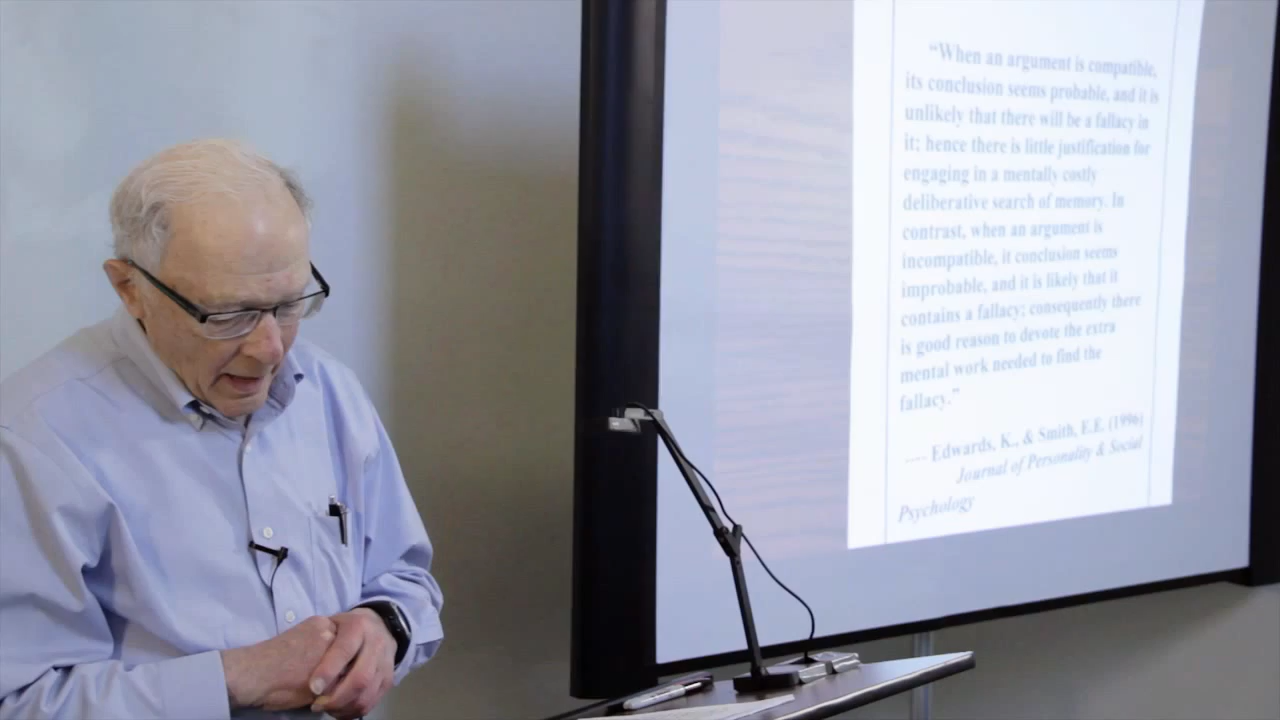 “When an argument is compatible,
its conclusion seems probable, and it is
unlikely that there will be a fallacy in
it; hence there is little justification for
engaging in a mentally costly
deliberative search of memory. In
contrast, when an argument is
incompatible, it conclusion seems
improbable, and it is likely that it
contains a fallacy; consequently there
is good reason to devote the extra
mental work needed to find the
fallacy.”
---- Edwards, K., & Smith, E.E. (1996)
Journal of Personality & Social
Psychology